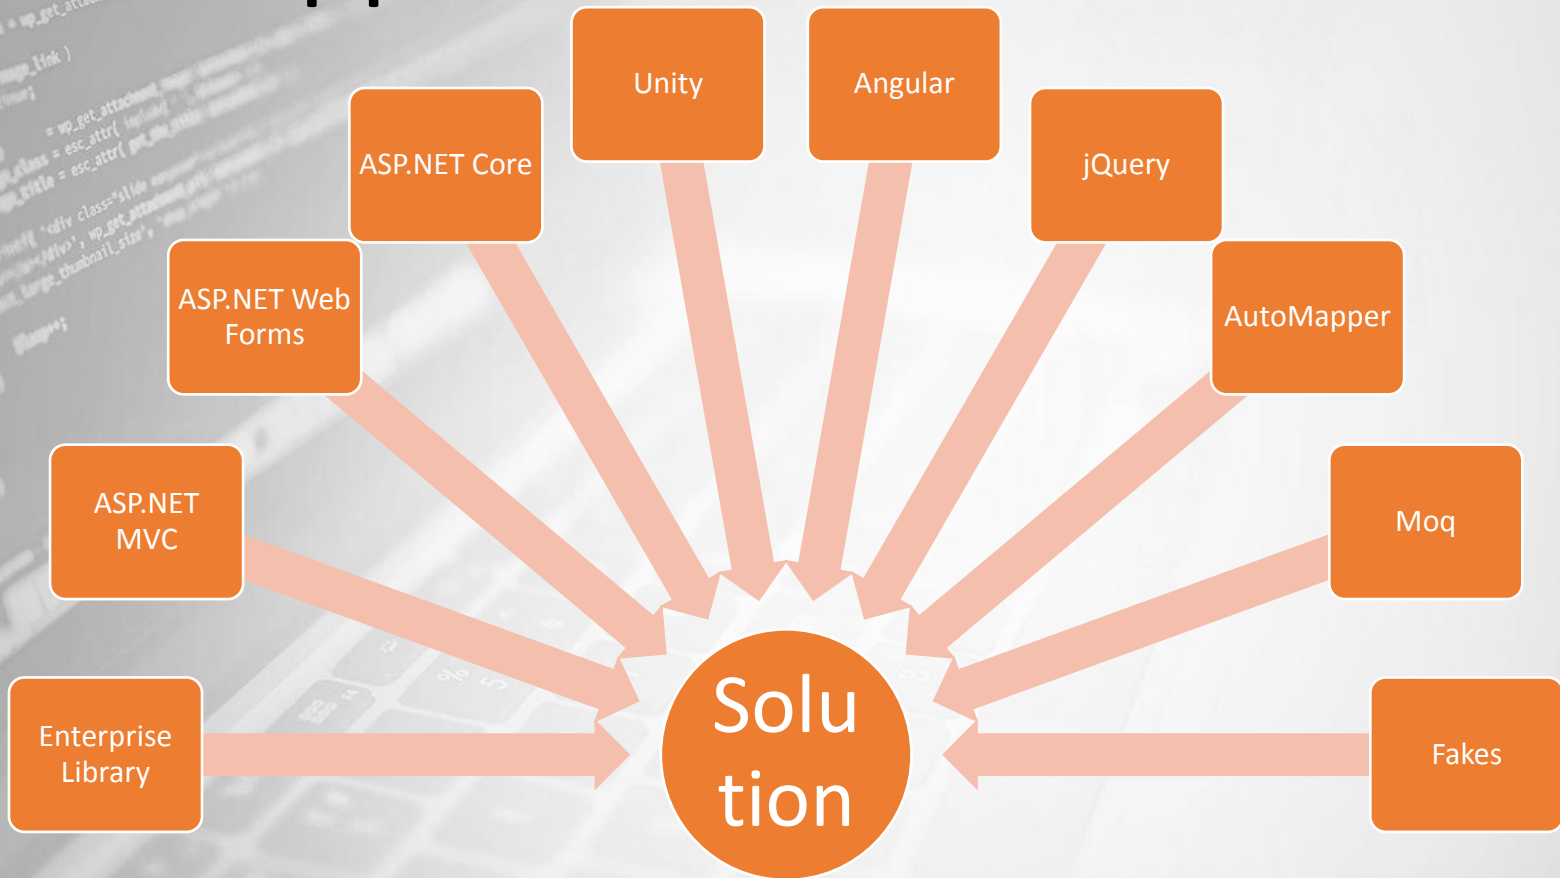 Unity
Angular
ASP.NET Core
jQuery
ASP.NET Web
Forms
AutoMapper
ASP.NET
MVC
Moq
Enterprise
Library
Solu
tion
Fakes